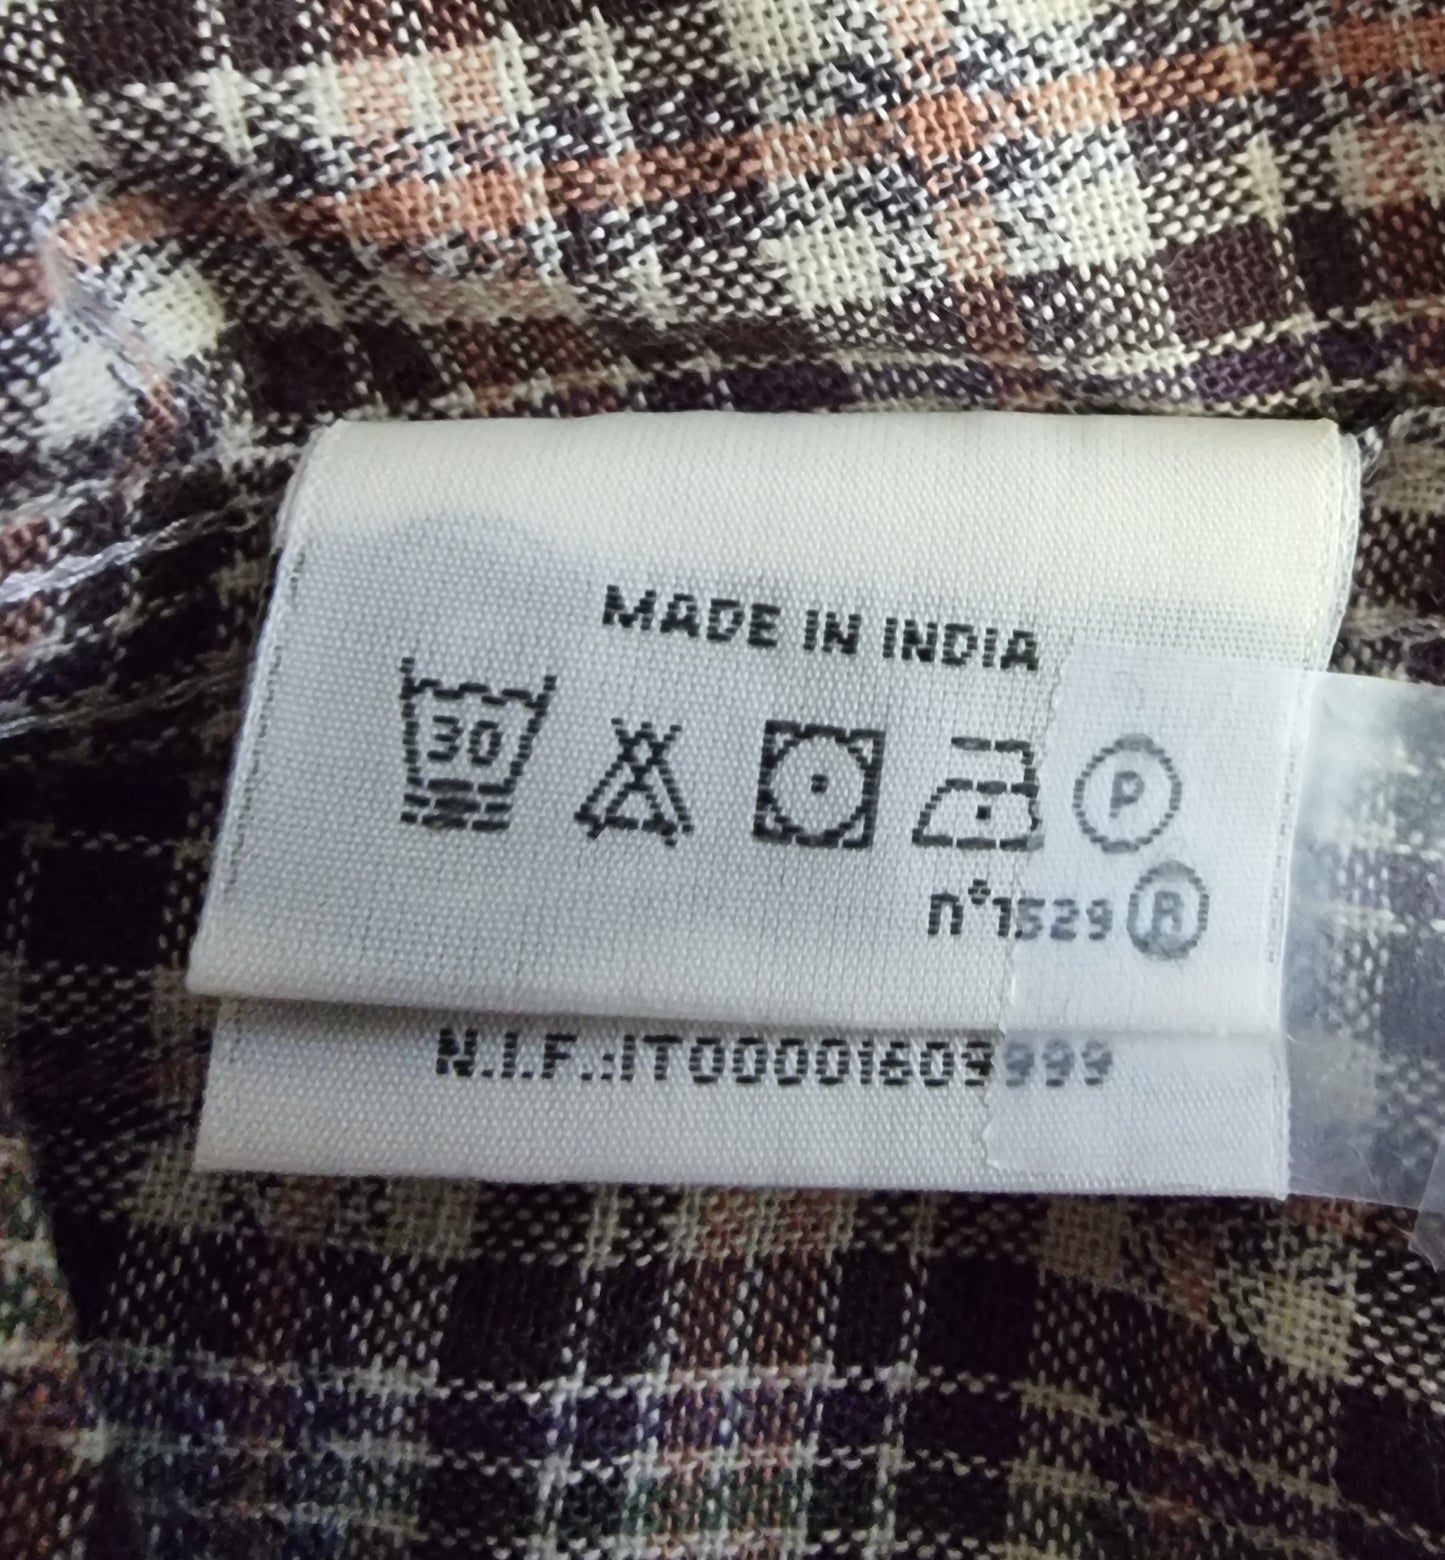 MADE IN INDIA
30
P
n°1529 R
N.I.F.:IT00001609999